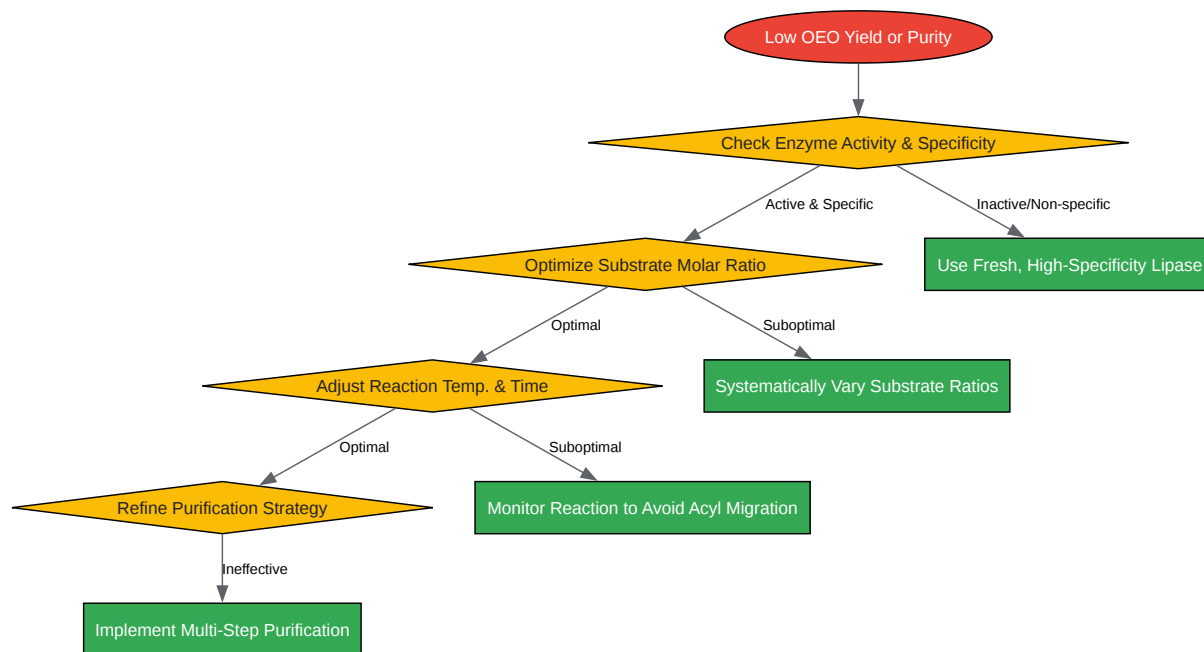 Low OEO Yield or Purity
Check Enzyme Activity & Specificity
Active & Specific
Inactive/Non-specific
Optimize Substrate Molar Ratio
Use Fresh, High-Specificity Lipase
Optimal
Suboptimal
Adjust Reaction Temp. & Time
Systematically Vary Substrate Ratios
Optimal
Suboptimal
Refine Purification Strategy
Monitor Reaction to Avoid Acyl Migration
Ineffective
Implement Multi-Step Purification